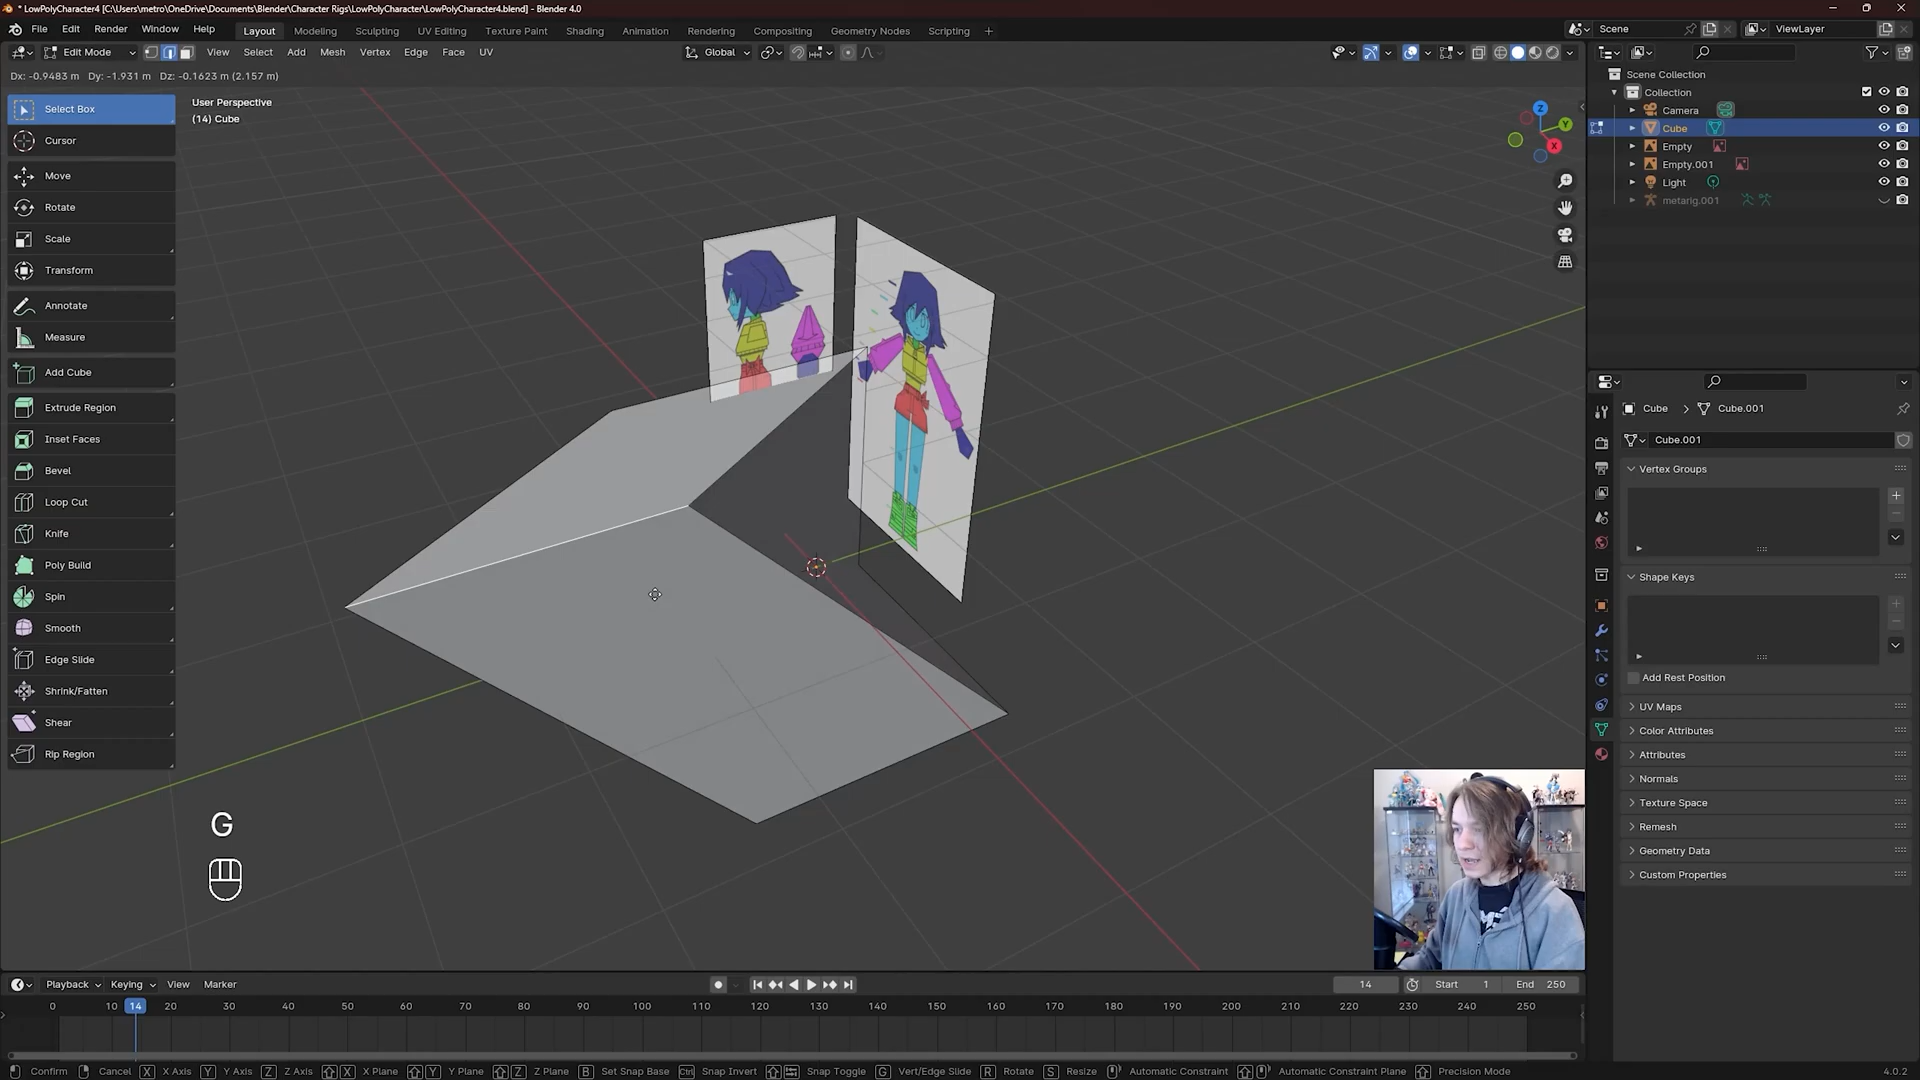 * LowPolyCharacter4 [C:\Users\metro\OneDrive\Documents\Blender\Character Rigs\LowPolyCharacter\LowPolyCharacter4.blend] - Blender 4.0
File Edit Render Window Help
Layout Modeling Sculpting UV Editing Texture Paint Shading Animation Rendering Compositing Geometry Nodes Scripting +
Scene ViewLayer
Edit Mode View Select Add Mesh Vertex Edge Face UV
Global
Dx: -0.9483 m Dy: -1.931 m Dz: -0.1623 m (2.157 m)
Select Box
Cursor
Move
Rotate
Scale
Transform
Annotate
Measure
Add Cube
Extrude Region
Inset Faces
Bevel
Loop Cut
Knife
Poly Build
Spin
Smooth
Edge Slide
Shrink/Fatten
Shear
Rip Region
User Perspective
(14) Cube
Z
Y
X
G
Scene Collection
Collection
Camera
Cube
Empty
Empty.001
Light
metarig.001
Cube Cube.001
Cube.001
Vertex Groups
Shape Keys
Add Rest Position
UV Maps
Color Attributes
Attributes
Normals
Texture Space
Remesh
Geometry Data
Custom Properties
Playback Keying View Marker
14 Start 1 End 250
0 10 14 20 30 40 50 60 70 80 90 100 110 120 130 140 150 160 170 180 190 200 210 220 230 240 250
Confirm Cancel X X Axis Y Y Axis Z Z Axis X X Plane Y Y Plane Z Z Plane B Set Snap Base Ctrl Snap Invert Snap Toggle G Vert/Edge Slide R Rotate S Resize Automatic Constraint Automatic Constraint Plane Precision Mode 4.0.2